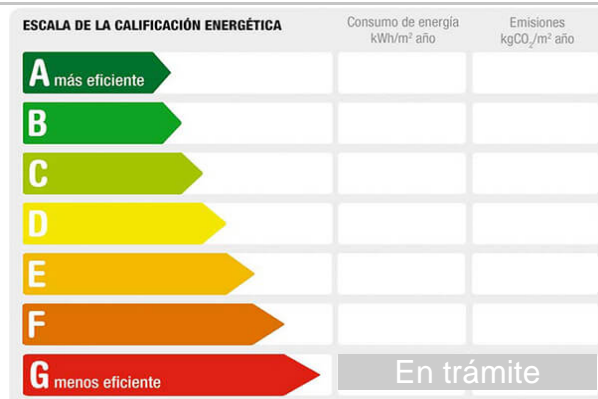 ESCALA DE LA CALIFICACIÓN ENERGÉTICA
Consumo de energía
kWh/m² año
Emisiones
kgCO₂/m² año
A más eficiente
B
C
D
E
F
G menos eficiente
En trámite